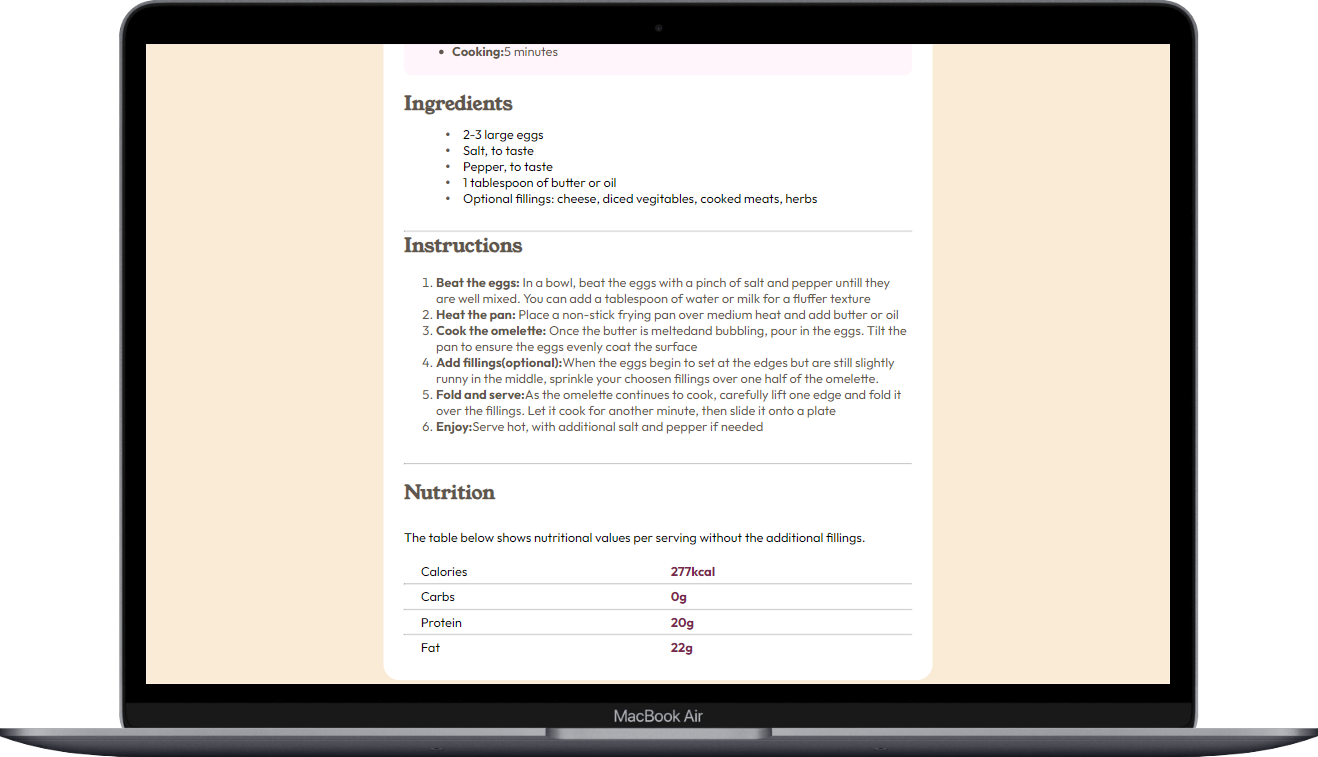 • Cooking:5 minutes
Ingredients
• 2-3 large eggs
• Salt, to taste
• Pepper, to taste
• 1 tablespoon of butter or oil
• Optional fillings: cheese, diced vegitables, cooked meats, herbs
Instructions
1. Beat the eggs: In a bowl, beat the eggs with a pinch of salt and pepper untill they
are well mixed. You can add a tablespoon of water or milk for a fluffer texture
2. Heat the pan: Place a non-stick frying pan over medium heat and add butter or oil
3. Cook the omelette: Once the butter is meltedand bubbling, pour in the eggs. Tilt the
pan to ensure the eggs evenly coat the surface
4. Add fillings(optional):When the eggs begin to set at the edges but are still slightly
runny in the middle, sprinkle your choosen fillings over one half of the omelette.
5. Fold and serve:As the omelette continues to cook, carefully lift one edge and fold it
over the fillings. Let it cook for another minute, then slide it onto a plate
6. Enjoy:Serve hot, with additional salt and pepper if needed
Nutrition
The table below shows nutritional values per serving without the additional fillings.
Calories 277kcal
Carbs 0g
Protein 20g
Fat 22g
MacBook Air